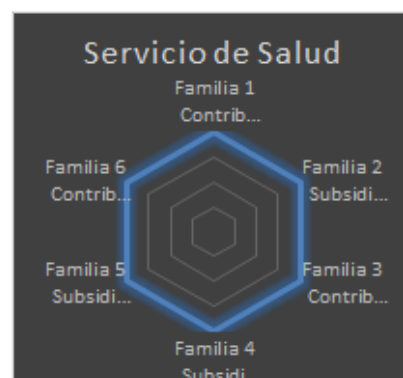 Servicio de Salud
Familia 1
Contrib...
Familia 6
Contrib...
Familia 2
Subsidi...
Familia 5
Subsidi...
Familia 3
Contrib...
Familia 4
Subsidi